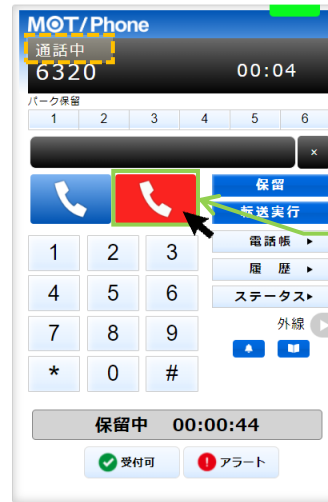 MOT/Phone
通話中
6320 00:04
パーク保留
1 2 3 4 5 6
×
保留
転送実行
電話帳 ▶
履 歴 ▶
ステータス▶
外線
1 2 3
4 5 6
7 8 9
* 0 #
保留中 00:00:44
受付可 アラート